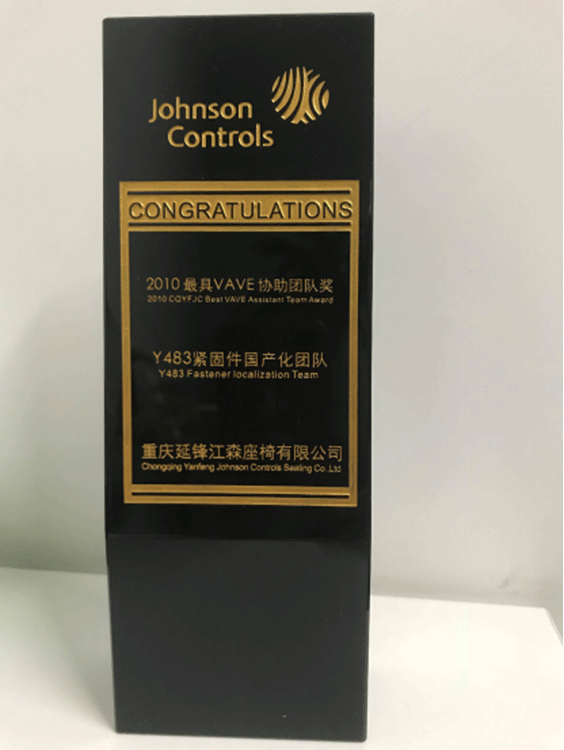 Johnson
Controls
CONGRATULATIONS
2010 最具VAVE 协助团队奖
2010 CQYFJC Best VAVE Assistant Team Award
Y483紧固件国产化团队
Y483 Fastener localization Team
重庆延锋江森座椅有限公司
Chongqing Yanfeng Johnson Controls Seating Co.,Ltd